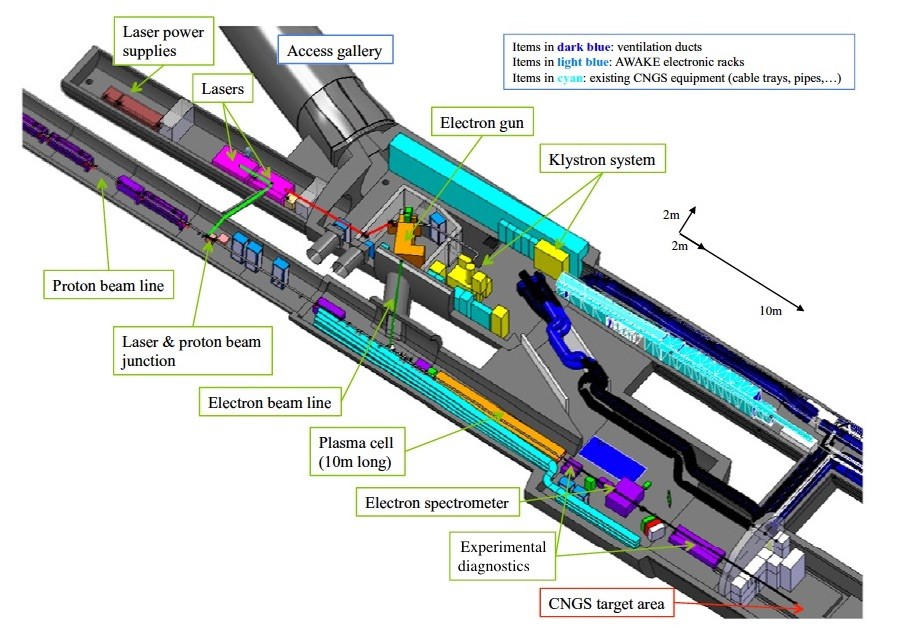 Laser power
supplies
Access gallery
Items in dark blue: ventilation ducts
Items in light blue: AWAKE electronic racks
Items in cyan: existing CNGS equipment (cable trays, pipes,…)
Lasers
Electron gun
Klystron system
2m
2m
10m
Proton beam line
Laser & proton beam
junction
Electron beam line
Plasma cell
(10m long)
Electron spectrometer
Experimental
diagnostics
CNGS target area